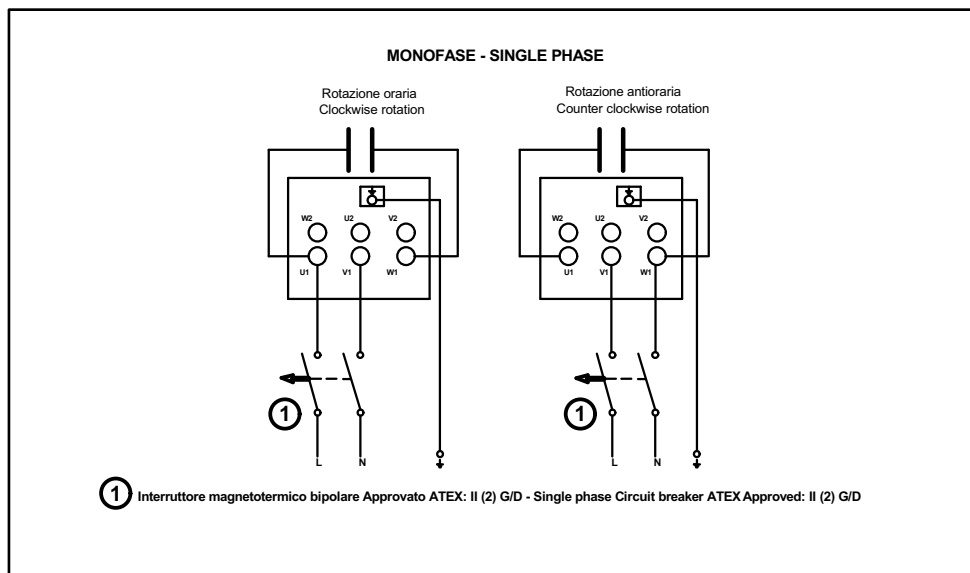 MONOFASE - SINGLE PHASE
Rotazione oraria
Clockwise rotation
W2 U2 V2
U1 V1 W1
1
L N
Rotazione antioraria
Counter clockwise rotation
W2 U2 V2
U1 V1 W1
1
L N
1 Interruttore magnetotermico bipolare Approvato ATEX: II (2) G/D - Single phase Circuit breaker ATEX Approved: II (2) G/D